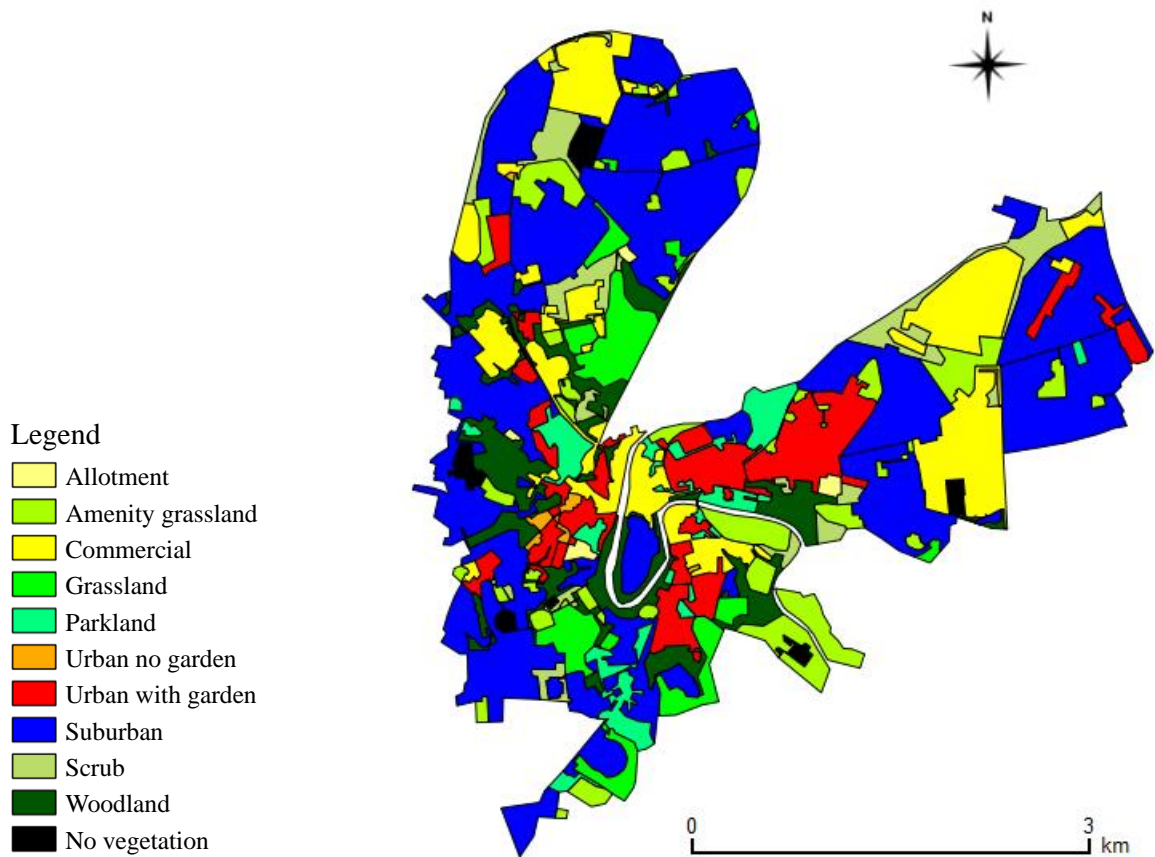 N
Legend
Allotment
Amenity grassland
Commercial
Grassland
Parkland
Urban no garden
Urban with garden
Suburban
Scrub
Woodland
No vegetation
0 3
km